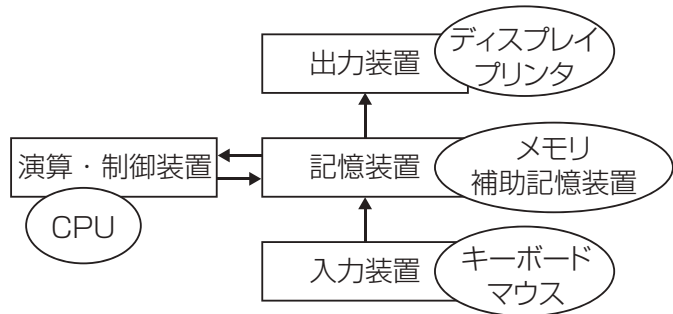 出力装置
ディスプレイ
プリンタ
演算・制御装置
CPU
記憶装置
メモリ
補助記憶装置
入力装置
キーボード
マウス